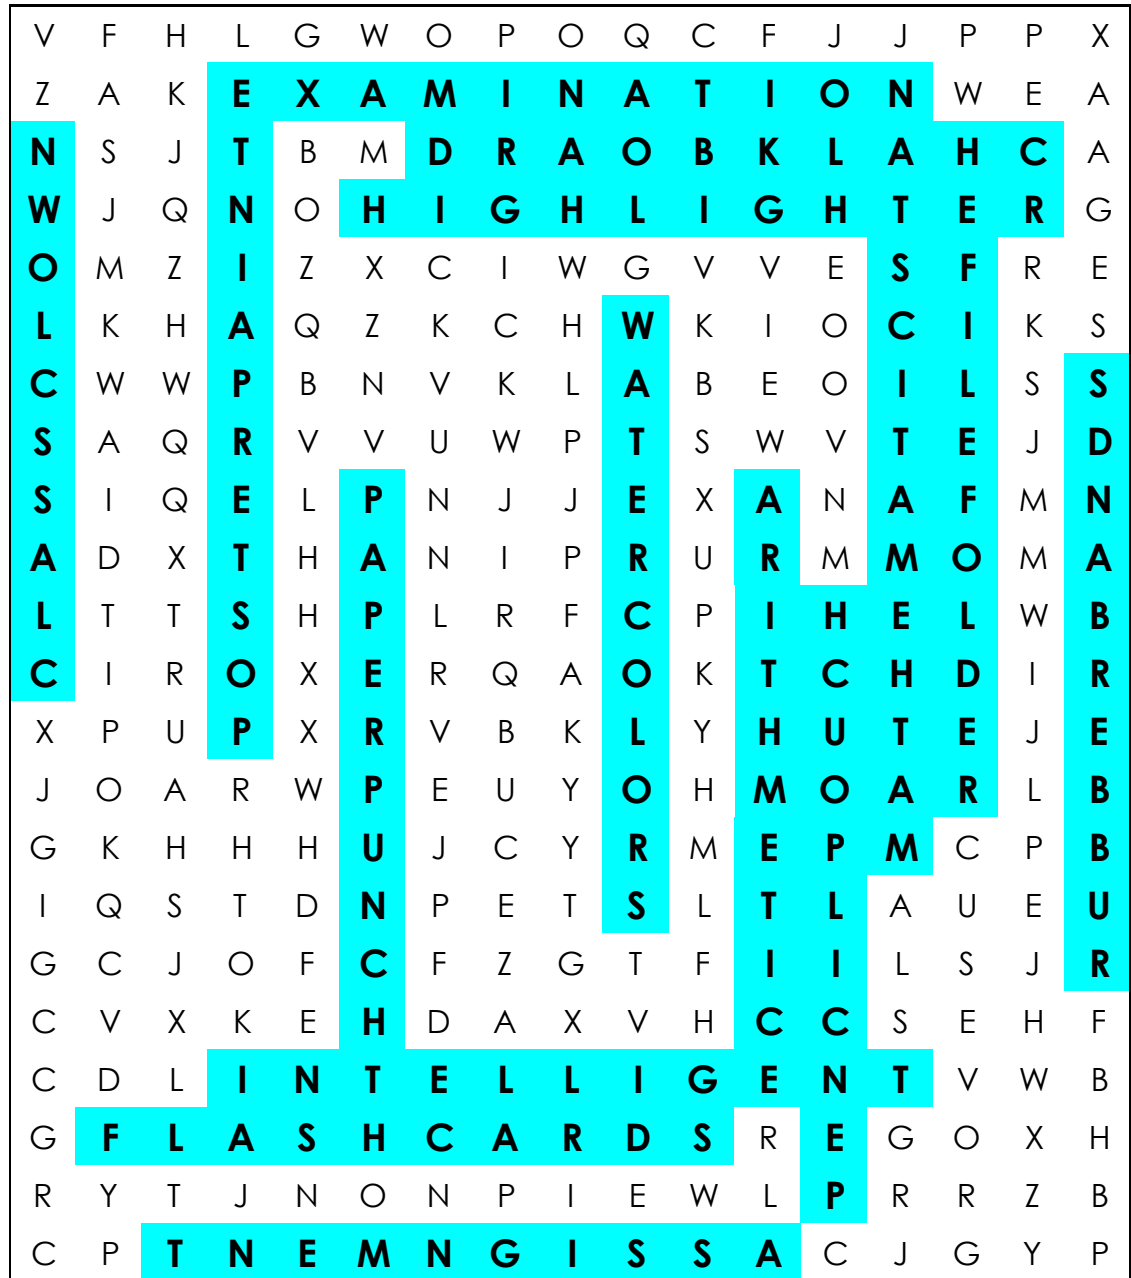 V F H L G W O P O Q C F J J P P X
Z A K E X A M I N A T I O N W E A
N S J T B M D R A O B K L A H C A
W J Q N O H I G H L I G H T E R G
O M Z I Z X C I W G V V E S F R E
L K H A Q Z K C H W K I O C I K S
C W W P B N V K L A B E O I L S S
S A Q R V V U W P T S W V T E J D
S I Q E L P N J J E X A N A F M N
A D X T H A N I P R U R M M O M A
L T T S H P L R F C P I H E L W B
C I R O X E R Q A O K T C H D I R
X P U P X R V B K L Y H U T E J E
J O A R W P E U Y O H M O A R L B
G K H H H U J C Y R M E P M C P B
I Q S T D N P E T S L T L A U E U
G C J O F C F Z G T F I I L S J R
C V X K E H D A X V H C C S E H F
C D L I N T E L L I G E N T V W B
G F L A S H C A R D S R E G O X H
R Y T J N O N P I E W L P R R Z B
C P T N E M N G I S S A C J G Y P